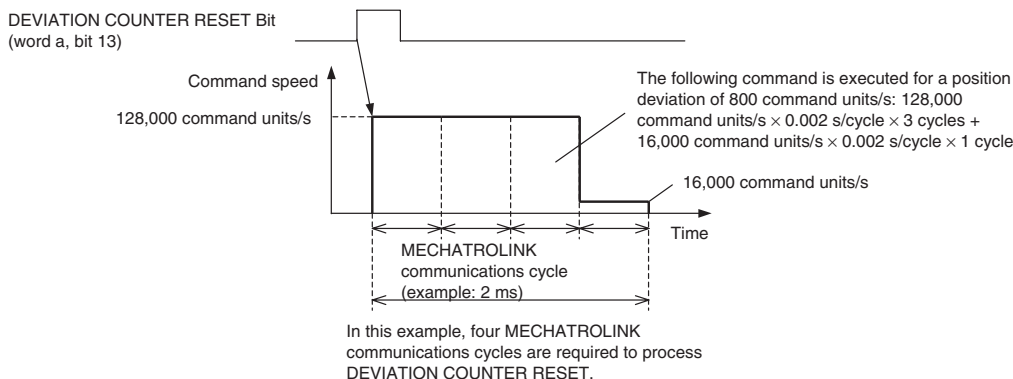 DEVIATION COUNTER RESET Bit
(word a, bit 13)
Command speed
128,000 command units/s
The following command is executed for a position
deviation of 800 command units/s: 128,000
command units/s × 0.002 s/cycle × 3 cycles +
16,000 command units/s × 0.002 s/cycle × 1 cycle
16,000 command units/s
Time
MECHATROLINK
communications cycle
(example: 2 ms)
In this example, four MECHATROLINK
communications cycles are required to process
DEVIATION COUNTER RESET.